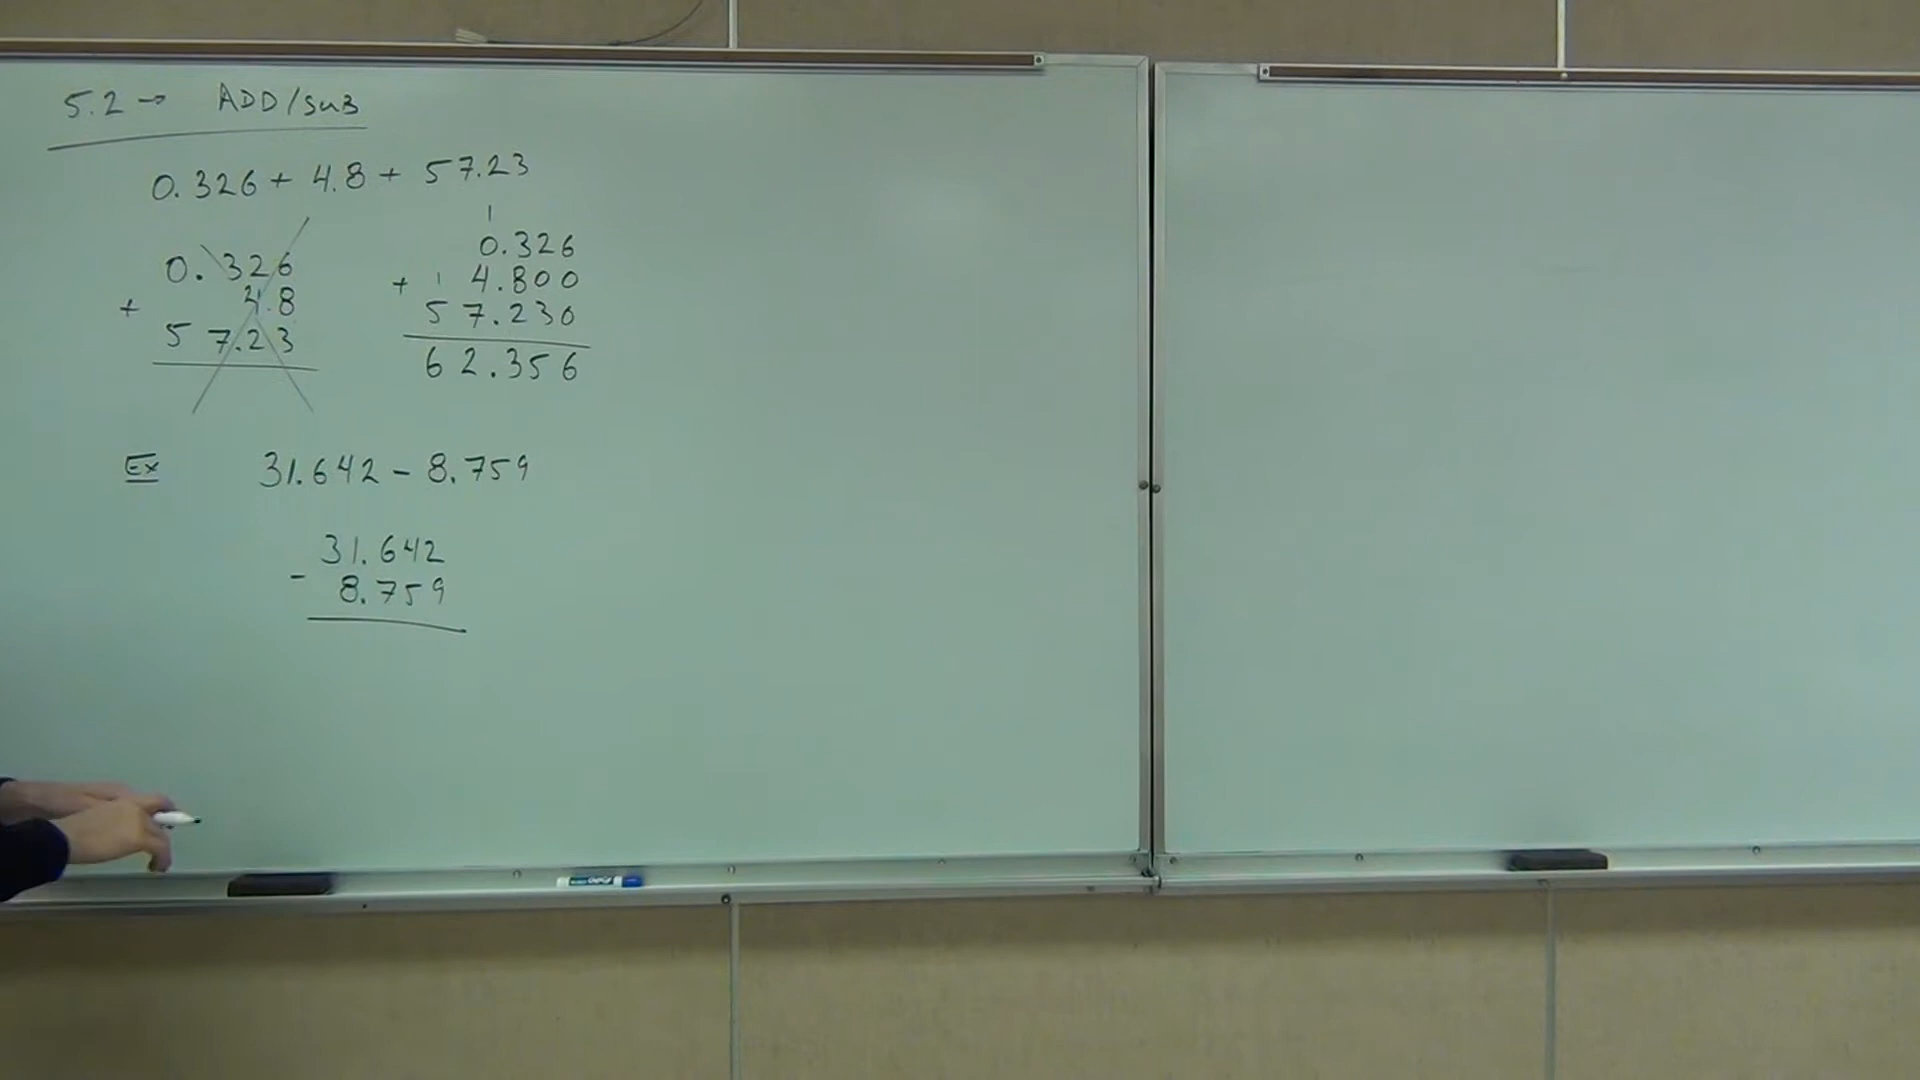 5.2 → ADD/SUB
0.326 + 4.8 + 57.23
0.326
4.8
+ 57.23
1
0.326
+ 1 4.800
57.230
62.356
Ex 31.642 - 8.759
31.642
- 8.759
EXPO